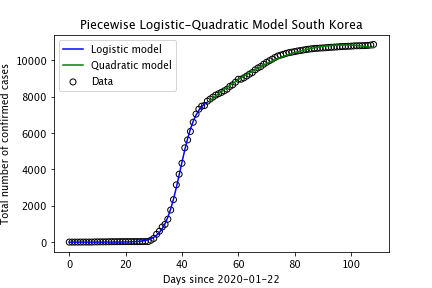 Piecewise Logistic-Quadratic Model South Korea
Logistic model
Quadratic model
Data
Total number of confirmed cases
10000
8000
6000
4000
2000
0
0 20 40 60 80 100
Days since 2020-01-22